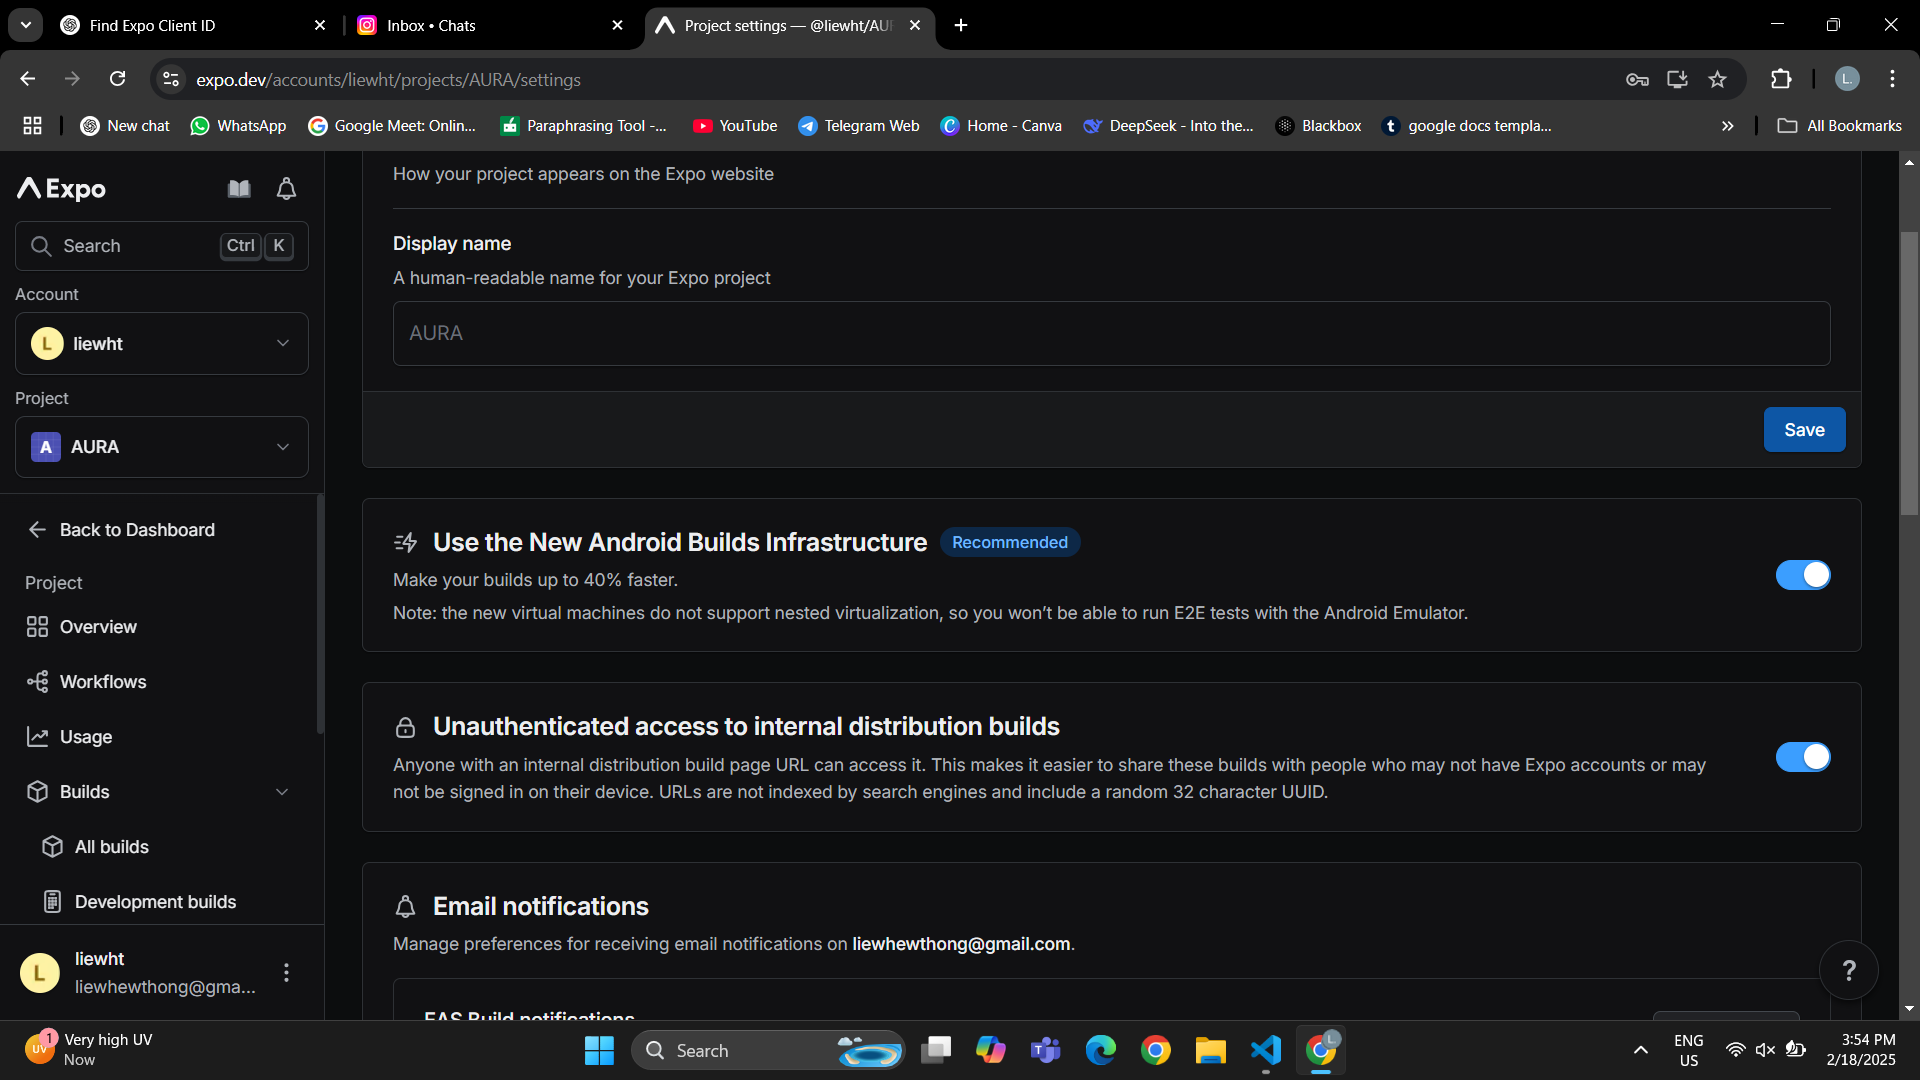 Find Expo Client ID
Inbox • Chats
Project settings — @liewht/AU
expo.dev/accounts/liewht/projects/AURA/settings
L
New chat
WhatsApp
Google Meet: Onlin...
Paraphrasing Tool -...
YouTube
Telegram Web
Home - Canva
DeepSeek - Into the...
Blackbox
google docs templa...
All Bookmarks
Expo
Search
Ctrl K
Account
L liewht
Project
A AURA
Back to Dashboard
Project
Overview
Workflows
Usage
Builds
All builds
Development builds
L liewht
liewhewthong@gma...
How your project appears on the Expo website
Display name
A human-readable name for your Expo project
AURA
Save
Use the New Android Builds Infrastructure Recommended
Make your builds up to 40% faster.
Note: the new virtual machines do not support nested virtualization, so you won’t be able to run E2E tests with the Android Emulator.
Unauthenticated access to internal distribution builds
Anyone with an internal distribution build page URL can access it. This makes it easier to share these builds with people who may not have Expo accounts or may
not be signed in on their device. URLs are not indexed by search engines and include a random 32 character UUID.
Email notifications
Manage preferences for receiving email notifications on liewhewthong@gmail.com.
EAS Build notifications
?
UV 1
Very high UV
Now
Search
ENG
US
3:54 PM
2/18/2025